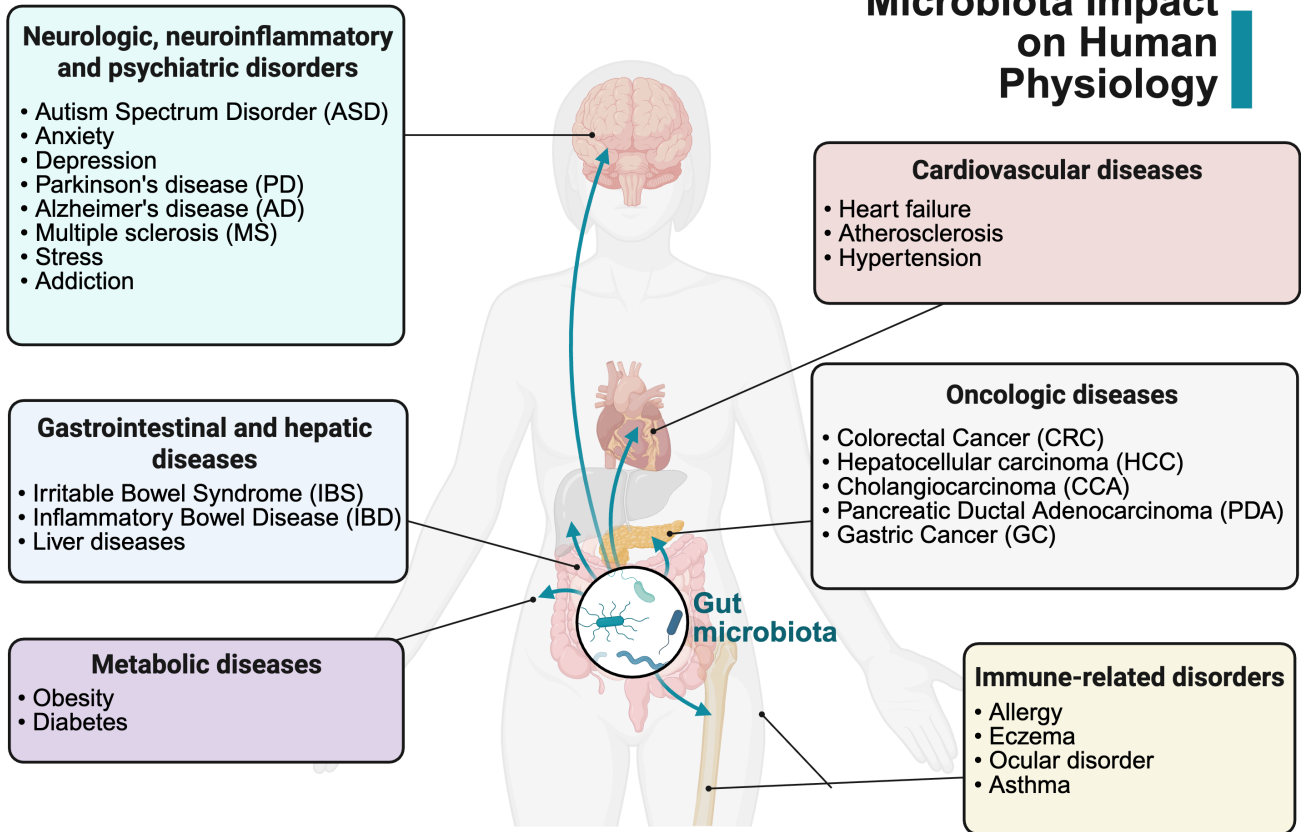 Microbiota Impact
on Human
Physiology
Neurologic, neuroinflammatory
and psychiatric disorders
• Autism Spectrum Disorder (ASD)
• Anxiety
• Depression
• Parkinson's disease (PD)
• Alzheimer's disease (AD)
• Multiple sclerosis (MS)
• Stress
• Addiction
Cardiovascular diseases
• Heart failure
• Atherosclerosis
• Hypertension
Gastrointestinal and hepatic
diseases
• Irritable Bowel Syndrome (IBS)
• Inflammatory Bowel Disease (IBD)
• Liver diseases
Oncologic diseases
• Colorectal Cancer (CRC)
• Hepatocellular carcinoma (HCC)
• Cholangiocarcinoma (CCA)
• Pancreatic Ductal Adenocarcinoma (PDA)
• Gastric Cancer (GC)
Gut
microbiota
Metabolic diseases
• Obesity
• Diabetes
Immune-related disorders
• Allergy
• Eczema
• Ocular disorder
• Asthma